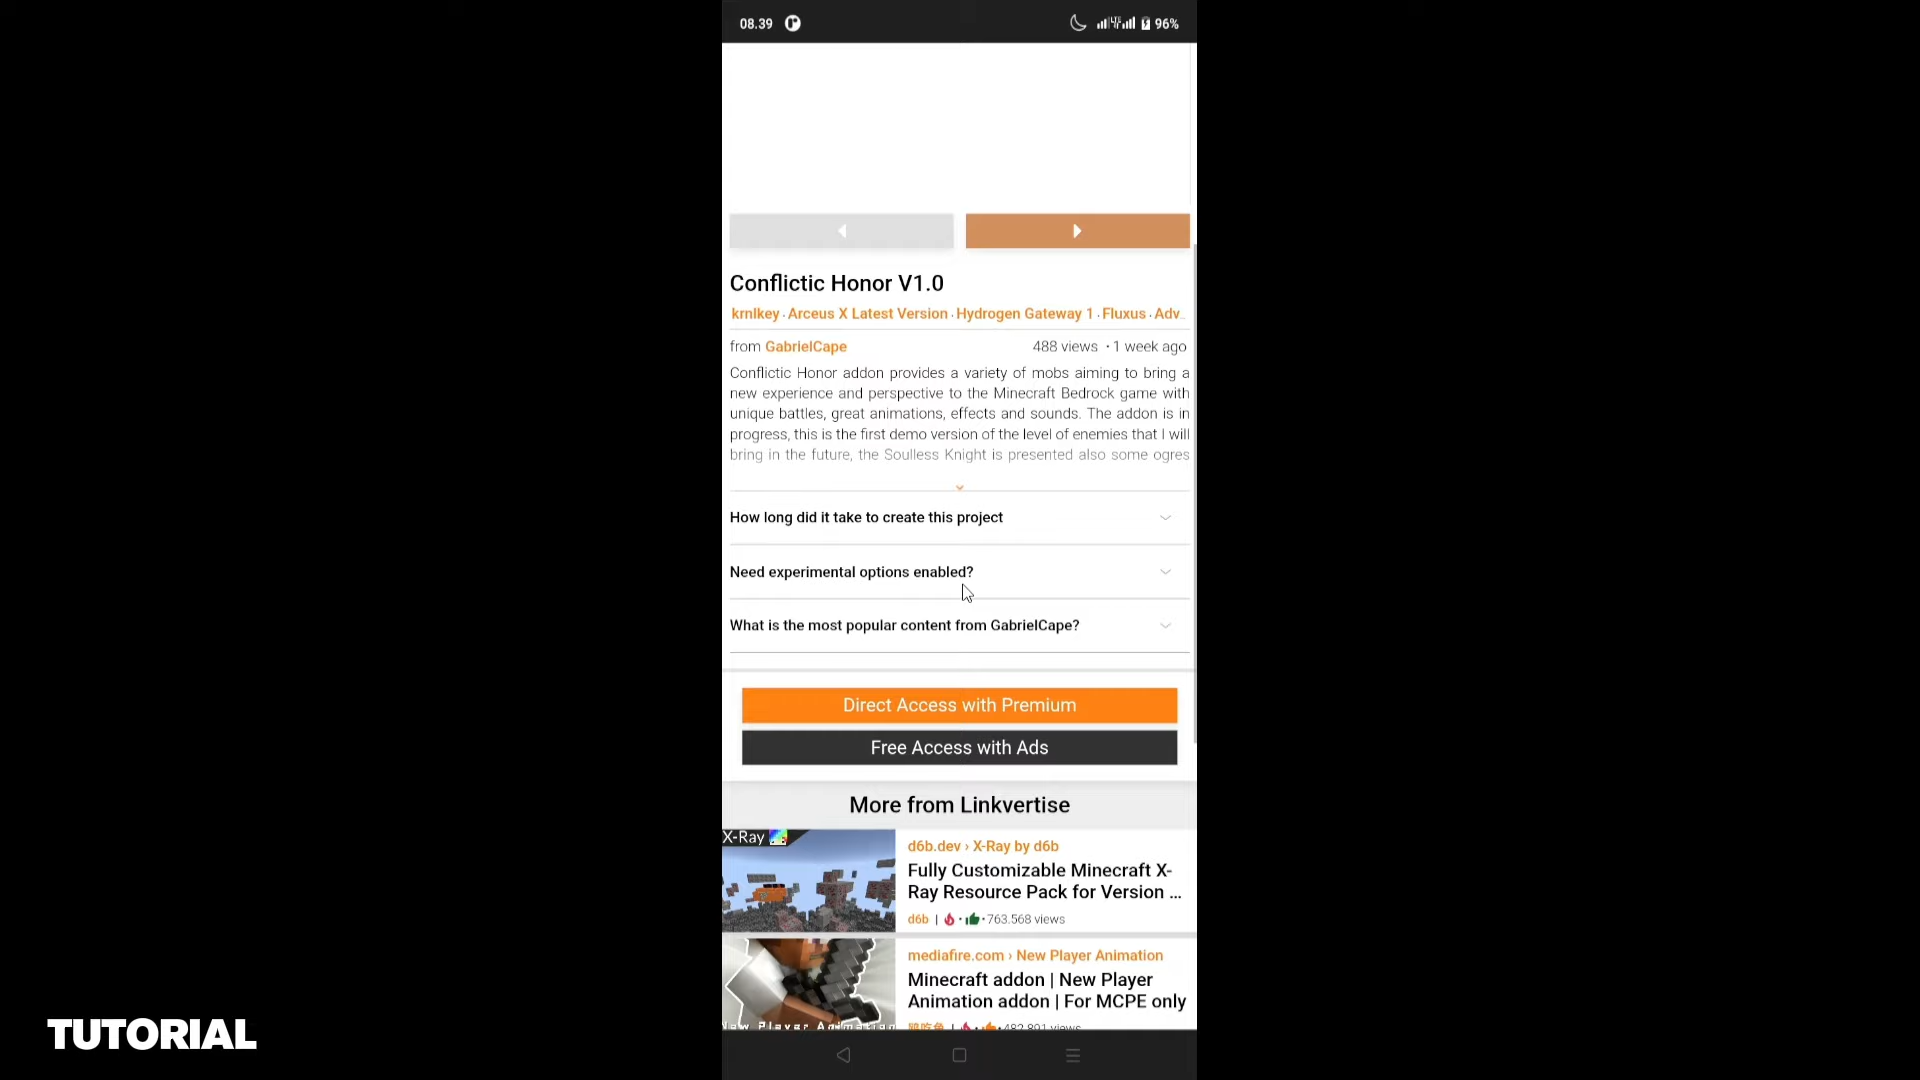 08.39 96%
Conflictic Honor V1.0
krnlkey · Arceus X Latest Version · Hydrogen Gateway 1 · Fluxus · Adv...
from GabrielCape 488 views · 1 week ago
Conflictic Honor addon provides a variety of mobs aiming to bring a
new experience and perspective to the Minecraft Bedrock game with
unique battles, great animations, effects and sounds. The addon is in
progress, this is the first demo version of the level of enemies that I will
bring in the future, the Soulless Knight is presented also some ogres
How long did it take to create this project
Need experimental options enabled?
What is the most popular content from GabrielCape?
Direct Access with Premium
Free Access with Ads
More from Linkvertise
X-Ray
d6b.dev › X-Ray by d6b
Fully Customizable Minecraft X-
Ray Resource Pack for Version ...
d6b | · · 763.568 views
mediafire.com › New Player Animation
Minecraft addon | New Player
Animation addon | For MCPE only
New Player Animation
482.891 views
TUTORIAL